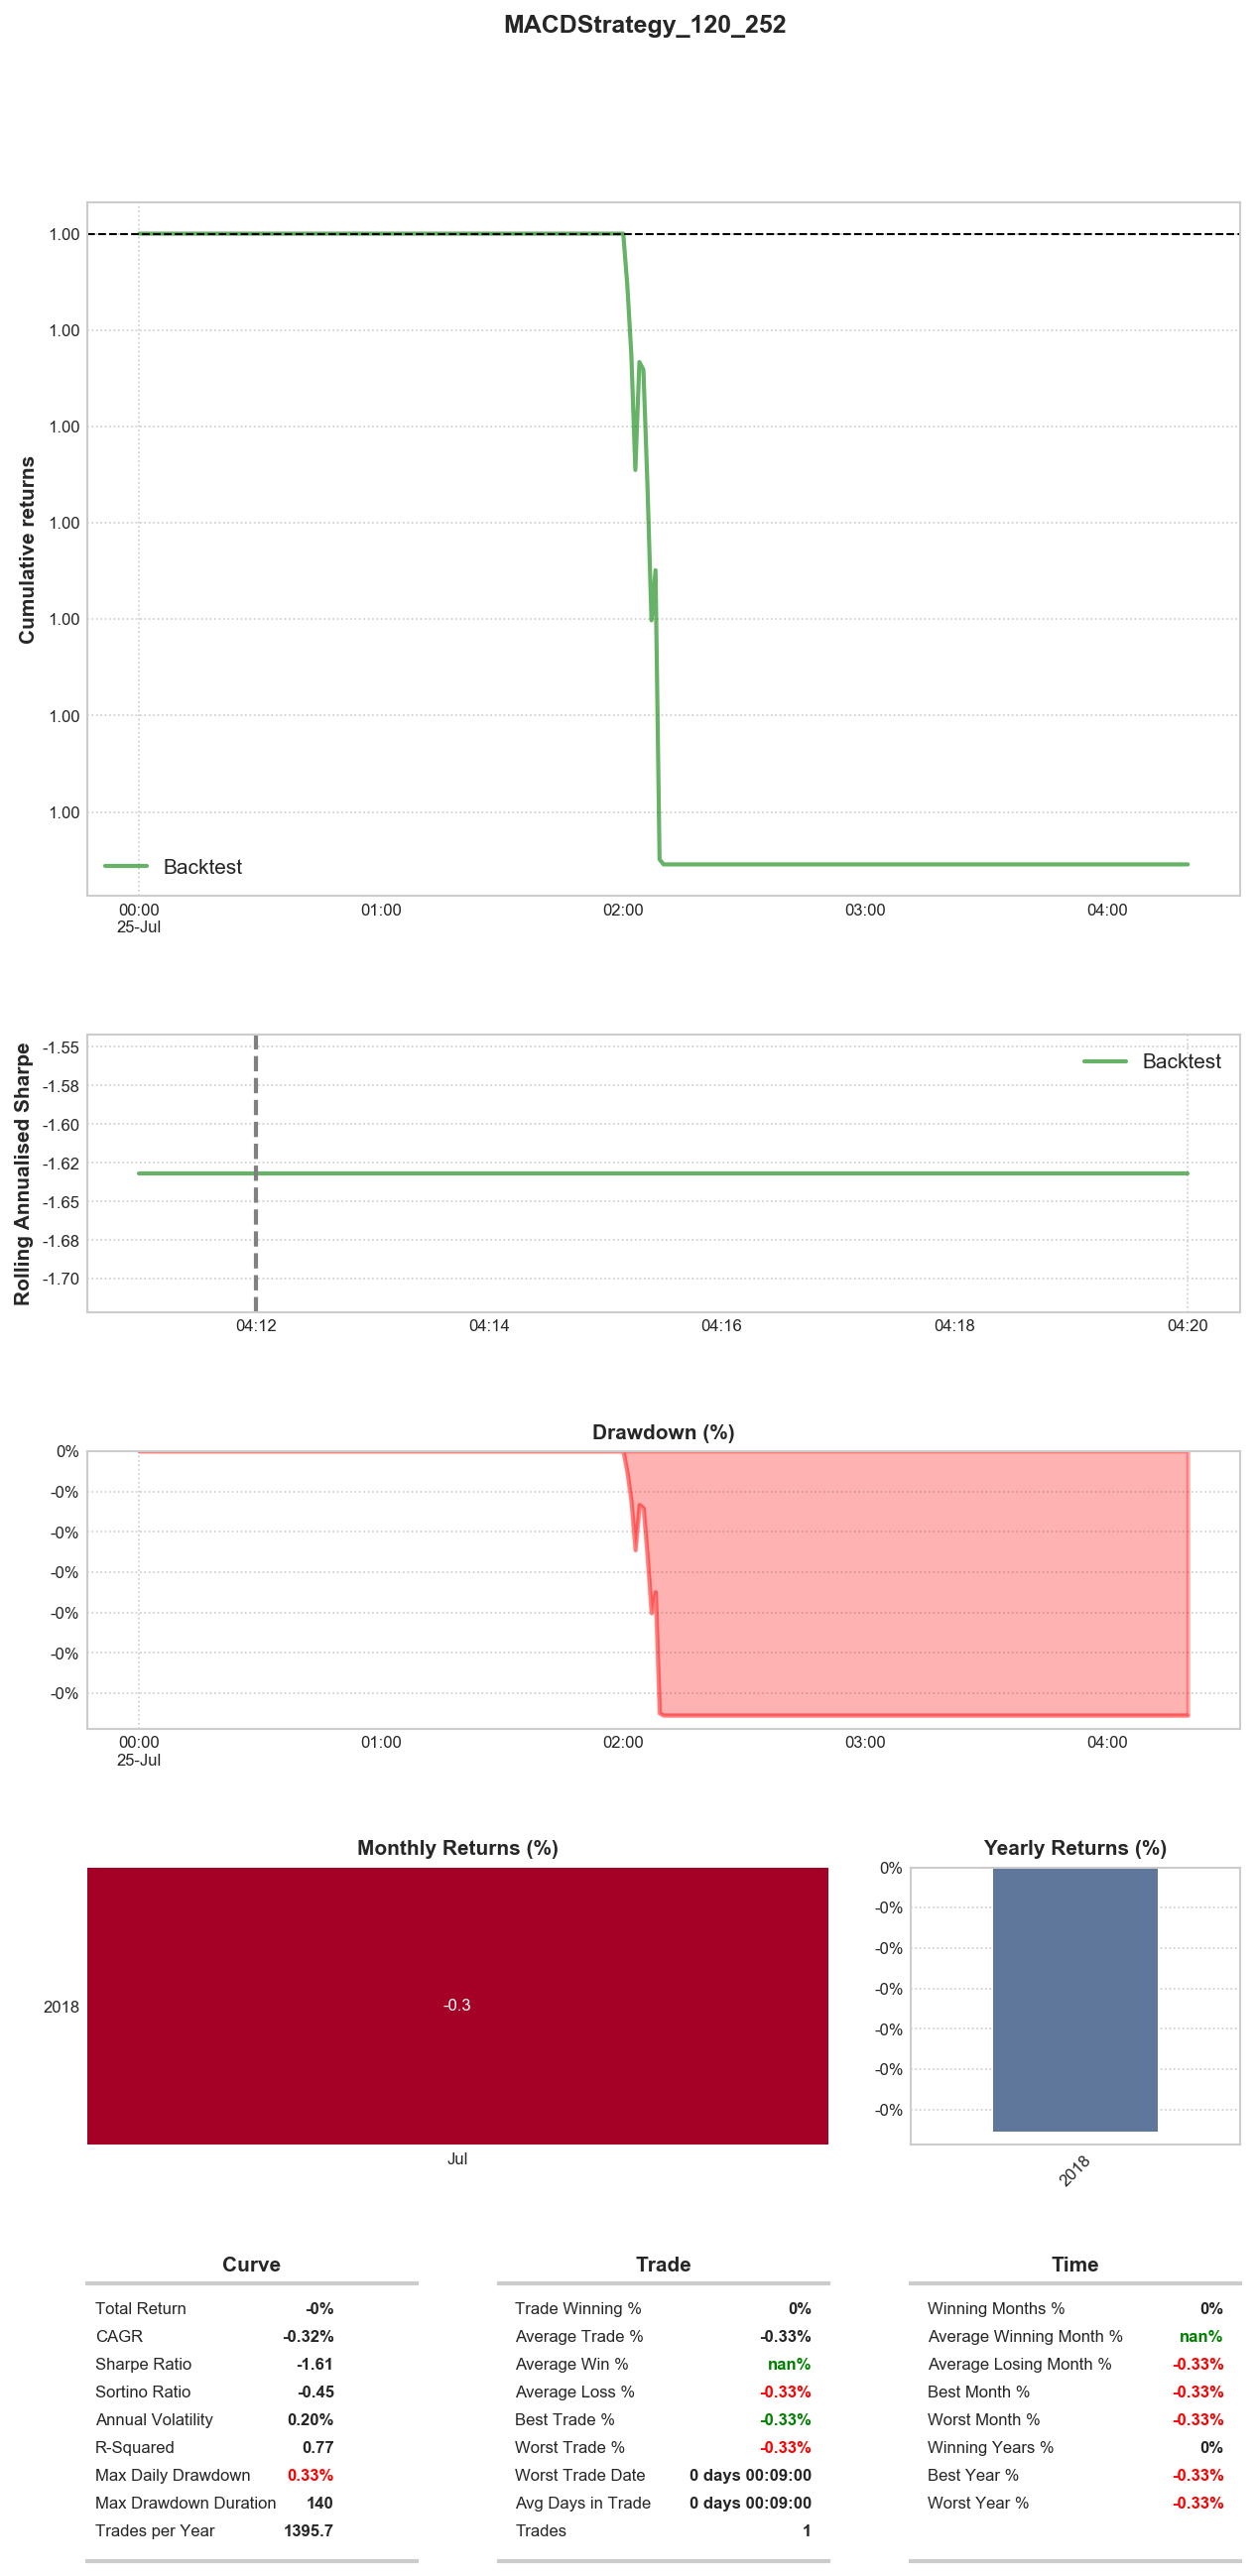 MACDStrategy_120_252
Cumulative returns
1.00
1.00
1.00
1.00
1.00
1.00
1.00
Backtest
00:00 01:00 02:00 03:00 04:00
25-Jul
Rolling Annualised Sharpe
-1.55
-1.58
-1.60
-1.62
-1.65
-1.68
-1.70
Backtest
04:12 04:14 04:16 04:18 04:20
Drawdown (%)
0%
-0%
-0%
-0%
-0%
-0%
-0%
00:00 01:00 02:00 03:00 04:00
25-Jul
Monthly Returns (%)
2018
-0.3
Jul
Yearly Returns (%)
0%
-0%
-0%
-0%
-0%
-0%
-0%
2018
Curve
Total Return -0%
CAGR -0.32%
Sharpe Ratio -1.61
Sortino Ratio -0.45
Annual Volatility 0.20%
R-Squared 0.77
Max Daily Drawdown 0.33%
Max Drawdown Duration 140
Trades per Year 1395.7
Trade
Trade Winning % 0%
Average Trade % -0.33%
Average Win % nan%
Average Loss % -0.33%
Best Trade % -0.33%
Worst Trade % -0.33%
Worst Trade Date 0 days 00:09:00
Avg Days in Trade 0 days 00:09:00
Trades 1
Time
Winning Months % 0%
Average Winning Month % nan%
Average Losing Month % -0.33%
Best Month % -0.33%
Worst Month % -0.33%
Winning Years % 0%
Best Year % -0.33%
Worst Year % -0.33%